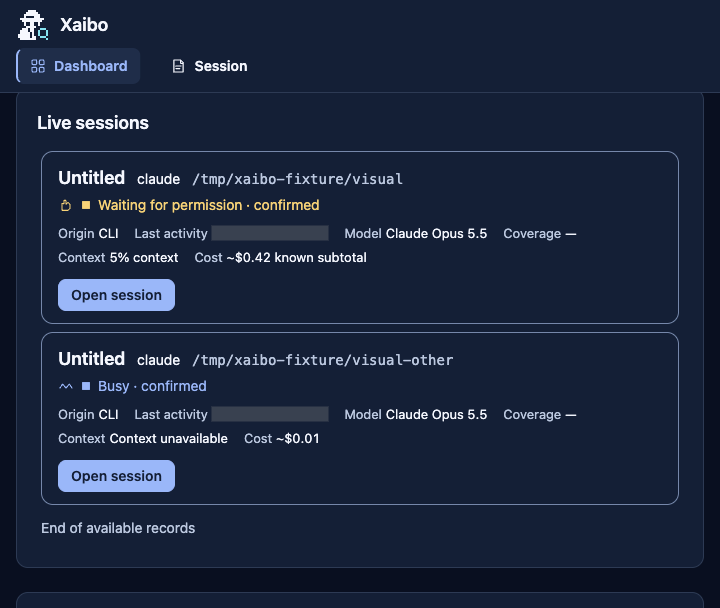 Xaibo
Dashboard Session
Live sessions
Untitled claude /tmp/xaibo-fixture/visual
Waiting for permission · confirmed
Origin CLI Last activity Model Claude Opus 5.5 Coverage —
Context 5% context Cost ~$0.42 known subtotal
Open session
Untitled claude /tmp/xaibo-fixture/visual-other
Busy · confirmed
Origin CLI Last activity Model Claude Opus 5.5 Coverage —
Context Context unavailable Cost ~$0.01
Open session
End of available records